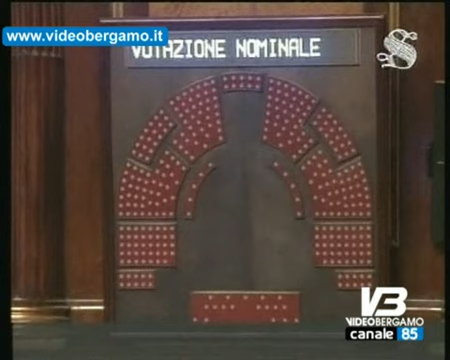 www.videobergamo.it
VOTAZIONE NOMINALE
S
VB
VIDEOBERGAMO
canale 85